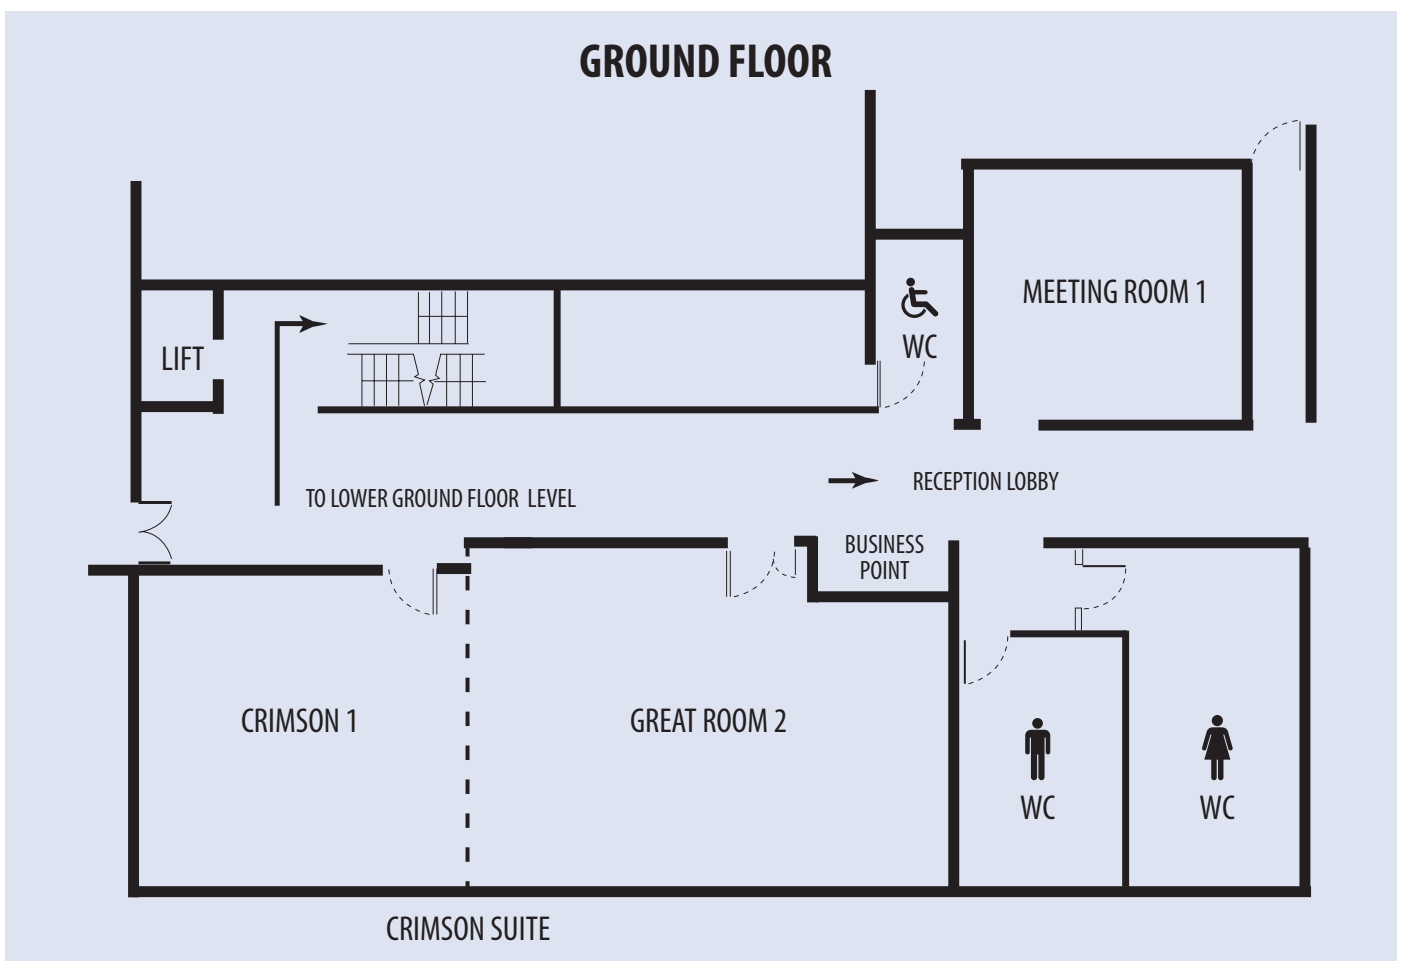 GROUND FLOOR
MEETING ROOM 1
LIFT
WC
TO LOWER GROUND FLOOR LEVEL
RECEPTION LOBBY
BUSINESS
POINT
CRIMSON 1
GREAT ROOM 2
WC
WC
CRIMSON SUITE